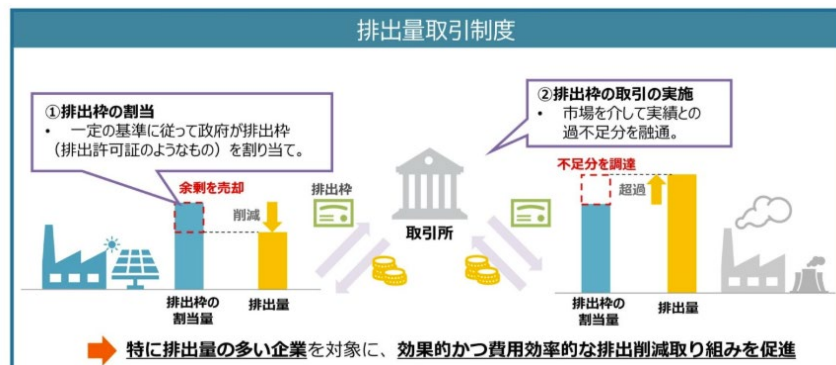 排出量取引制度
①排出枠の割当
• 一定の基準に従って政府が排出枠
(排出許可証のようなもの)を割り当て。
②排出枠の取引の実施
• 市場を介して実績との
過不足分を融通。
余剰を売却
削減
排出枠
取引所
不足分を調達
超過
排出枠の
割当量
排出量
排出枠の
割当量
排出量
特に排出量の多い企業を対象に、効果的かつ費用効率的な排出削減取り組みを促進